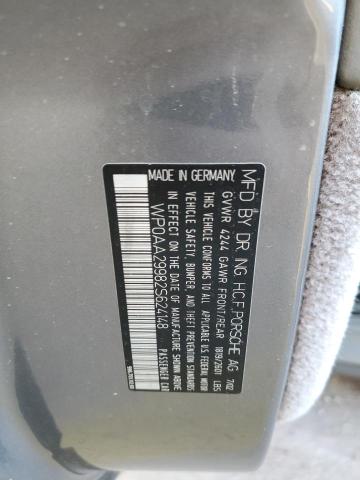 MFD BY DR. ING. H.C.F. PORSCHE AG 7/02
GVWR 4244 GAWR FRONT/REAR 1819/2601 LBS
THIS VEHICLE CONFORMS TO ALL APPLICABLE FEDERAL MOTOR
VEHICLE SAFETY, BUMPER, AND THEFT PREVENTION STANDARDS
IN EFFECT ON THE DATE OF MANUFACTURE SHOWN ABOVE.
WP0AA29982S624148 PASSENGER CAR
MADE IN GERMANY